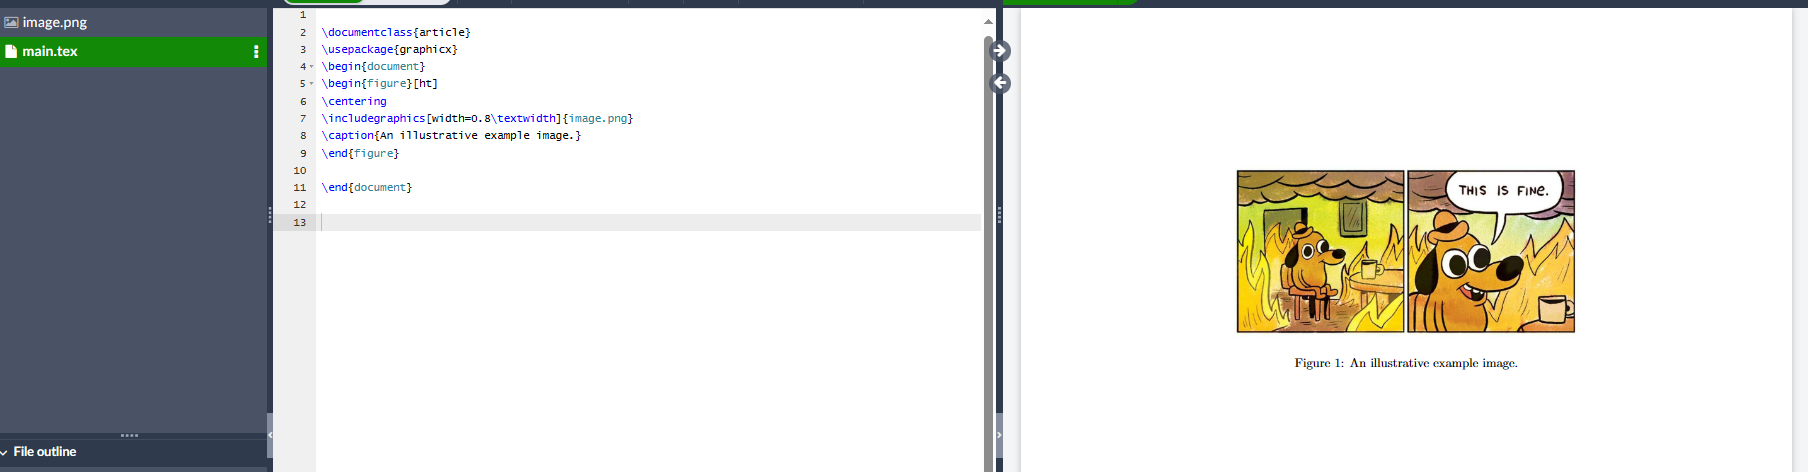 image.png
main.tex
File outline
1
2 \documentclass{article}
3 \usepackage{graphicx}
4 \begin{document}
5 \begin{figure}[ht]
6 \centering
7 \includegraphics[width=0.8\textwidth]{image.png}
8 \caption{An illustrative example image.}
9 \end{figure}
10
11 \end{document}
12
13
THIS IS FINE.
Figure 1: An illustrative example image.